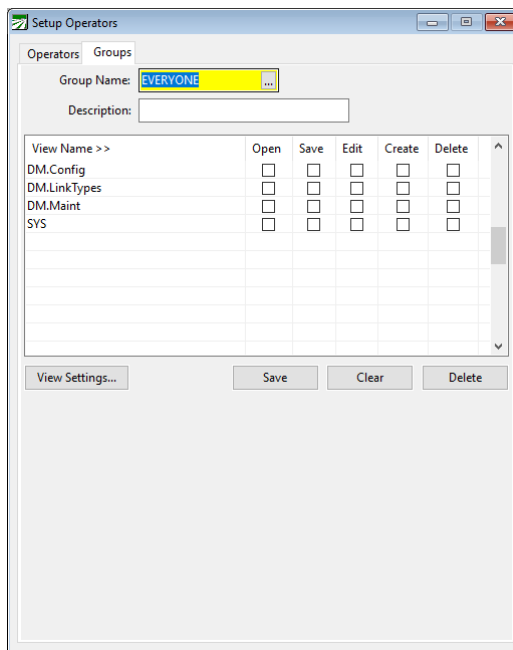 Setup Operators
Operators Groups
Group Name: EVERYONE ...
Description:
View Name >> Open Save Edit Create Delete
DM.Config
DM.LinkTypes
DM.Maint
SYS
View Settings... Save Clear Delete